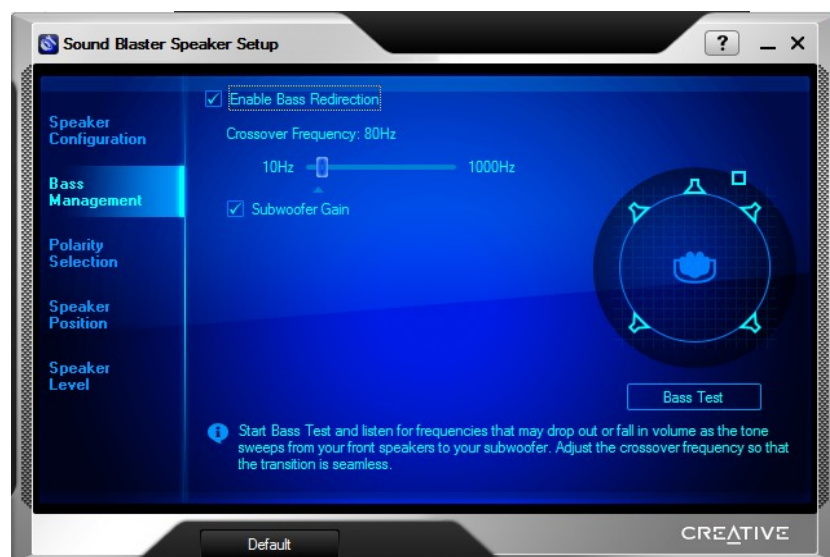 Sound Blaster Speaker Setup
?
Speaker
Configuration
Bass
Management
Polarity
Selection
Speaker
Position
Speaker
Level
Enable Bass Redirection
Crossover Frequency: 80Hz
10Hz 1000Hz
Subwoofer Gain
Bass Test
Start Bass Test and listen for frequencies that may drop out or fall in volume as the tone
sweeps from your front speakers to your subwoofer. Adjust the crossover frequency so that
the transition is seamless.
Default
CREATIVE